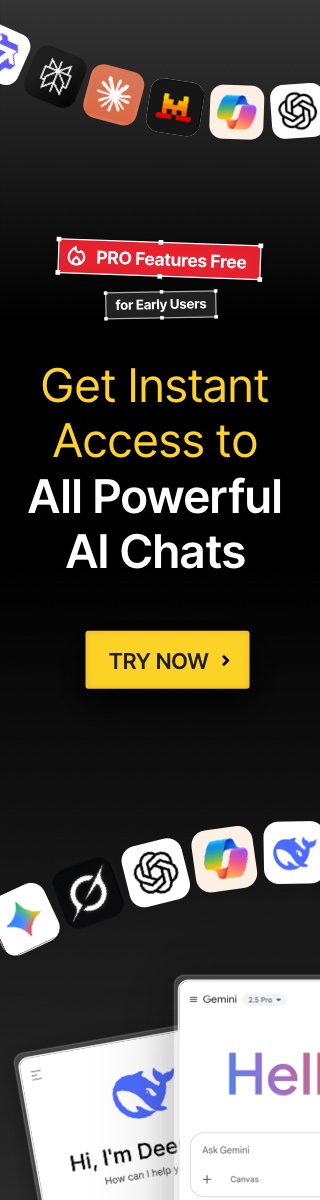 PRO Features Free
for Early Users
Get Instant
Access to
All Powerful
AI Chats
TRY NOW
Gemini 2.5 Pro
Hell
Hi, I'm Dee
How can I help y
Ask Gemini
Canvas